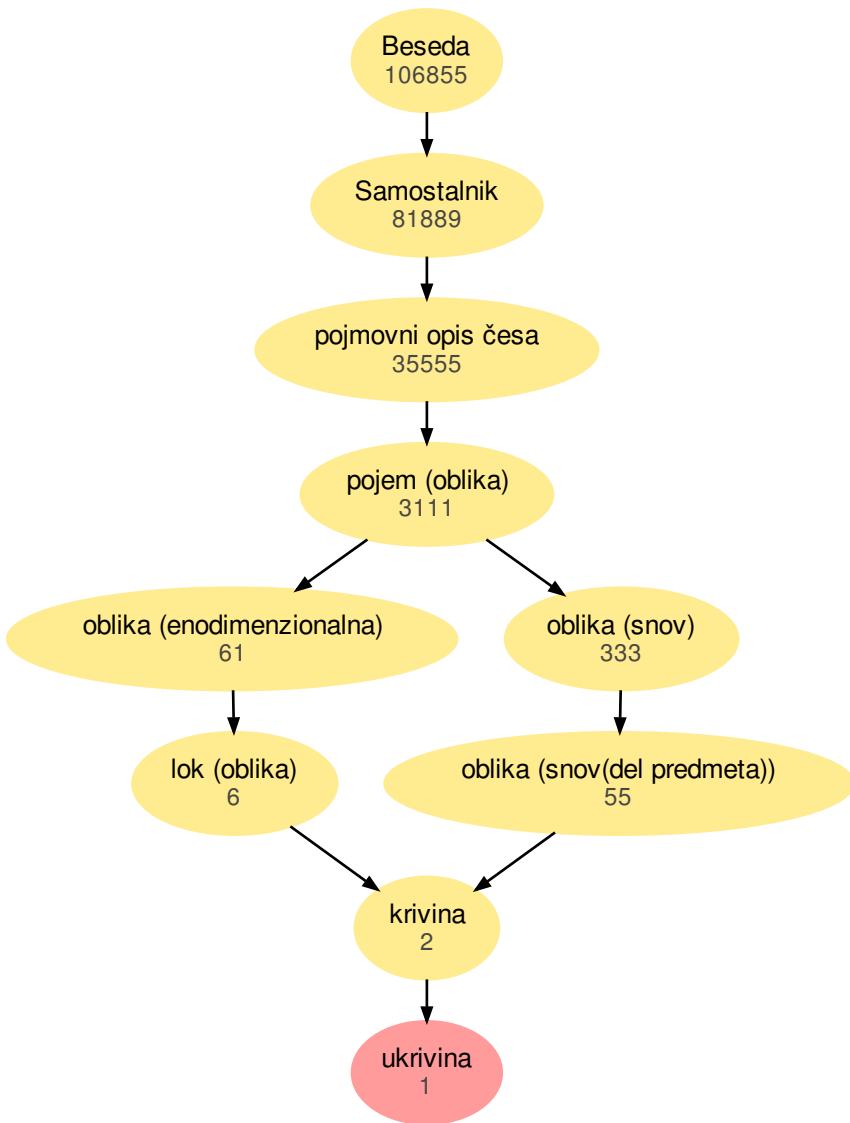 Beseda
106855
Samostalnik
81889
pojmovni opis česa
35555
pojem (oblika)
3111
oblika (enodimenzionalna)
61
oblika (snov)
333
lok (oblika)
6
oblika (snov(del predmeta))
55
krivina
2
ukrivina
1